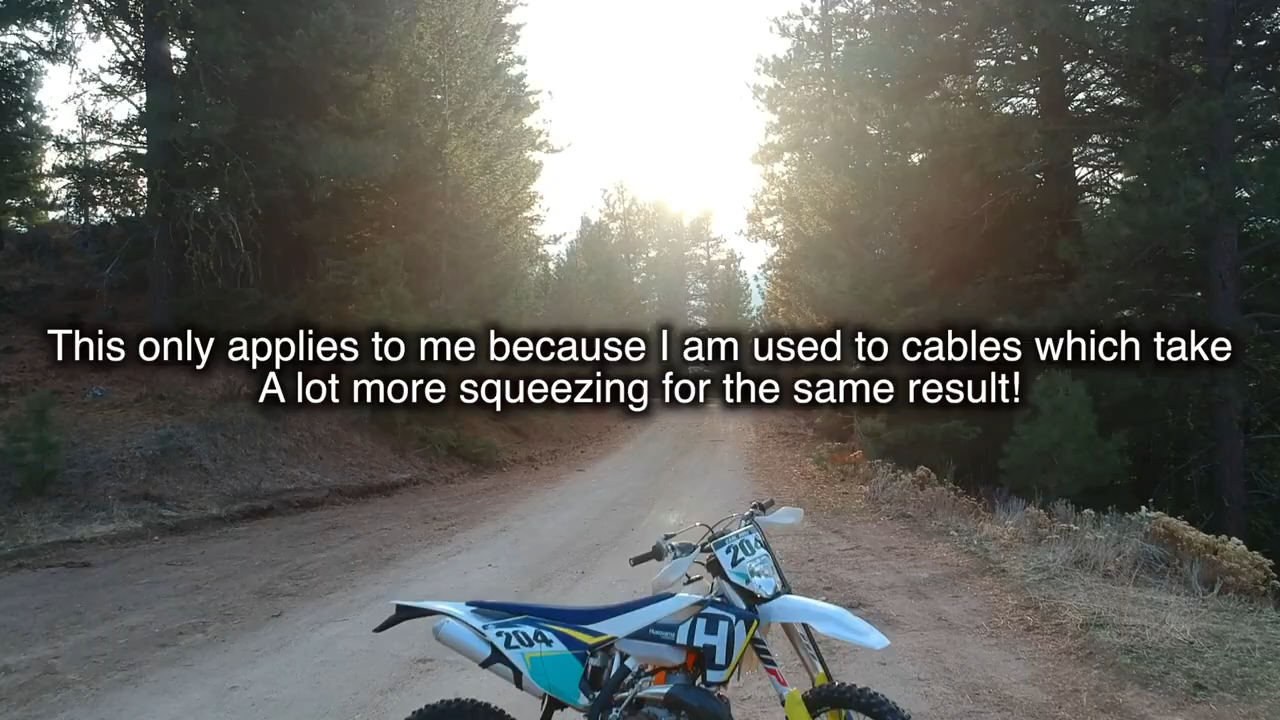 This only applies to me because I am used to cables which take
A lot more squeezing for the same result!
204
Husqvarna
204